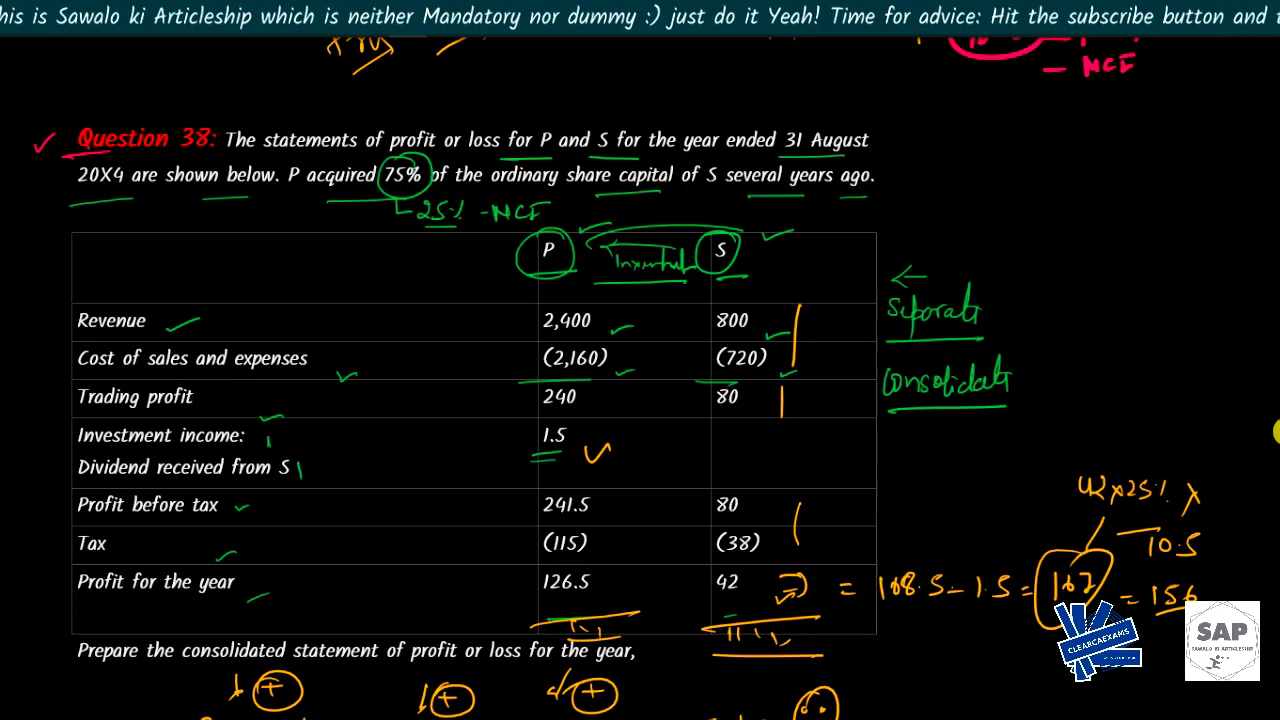 his is Sawalo ki Articleship which is neither Mandatory nor dummy :) just do it Yeah! Time for advice: Hit the subscribe button and t
— NCI
Question 38: The statements of profit or loss for P and S for the year ended 31 August
20X4 are shown below. P acquired 75% of the ordinary share capital of S several years ago.
25% - NCI
P S
Revenue 2,400 800
Cost of sales and expenses (2,160) (720)
Trading profit 240 80
Investment income: 1.5
Dividend received from S
Profit before tax 241.5 80
Tax (115) (38)
Profit for the year 126.5 42
= 168.5 - 1.5 = 167 = 156
42 x 25%
10.5
Prepare the consolidated statement of profit or loss for the year,
CLEARCAEXAMS
SAP
SAWALO KI ARTICLESHIP